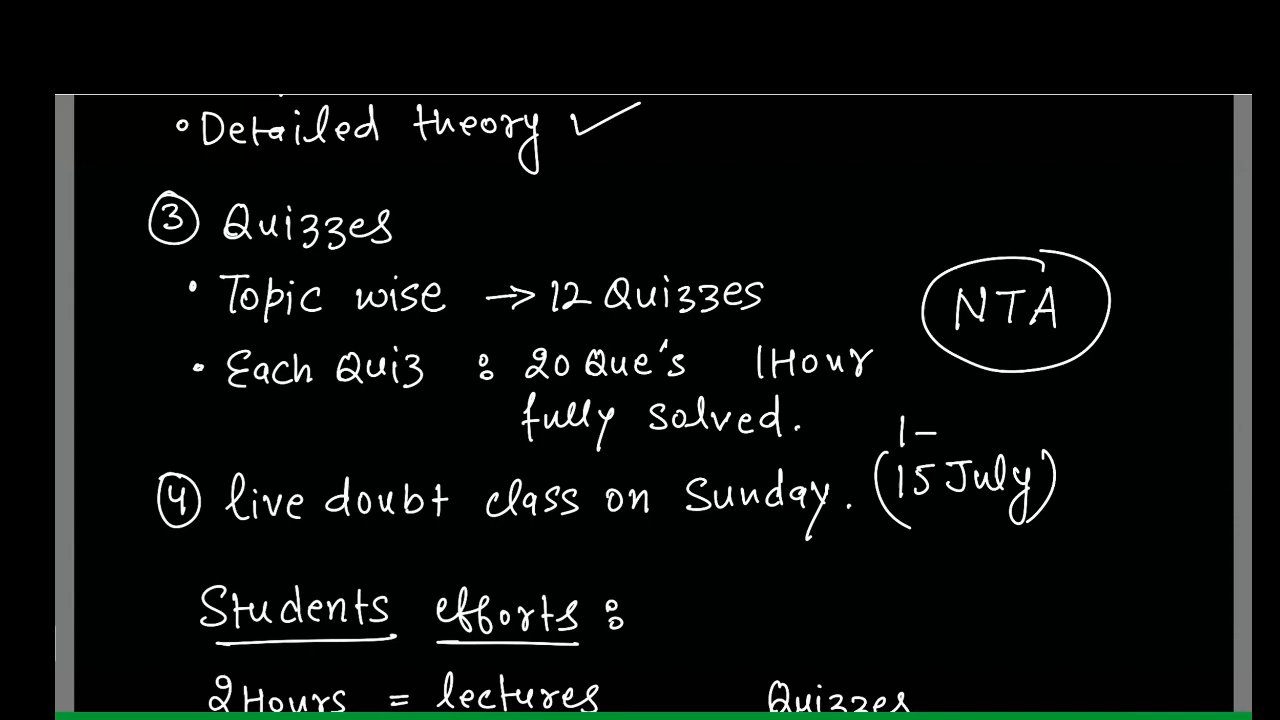 • Detailed theory ✓
③ Quizzes
• Topic wise → 12 Quizzes
NTA
• Each Quiz : 20 Que's 1Hour
fully solved.
④ live doubt class on Sunday. (1- 15 July)
Students efforts :
2 Hours = lectures Quizzes